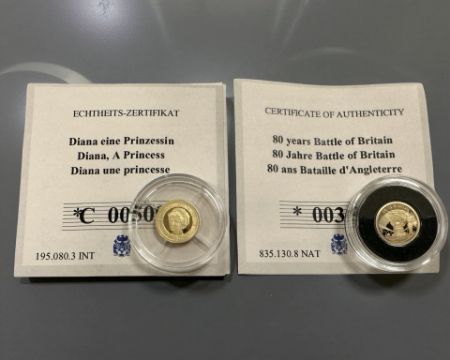 ECHTHEITS-ZERTIFIKAT
Diana eine Prinzessin
Diana, A Princess
Diana une princesse
*C 0050
195.080.3 INT
CERTIFICATE OF AUTHENTICITY
80 years Battle of Britain
80 Jahre Battle of Britain
80 ans Bataille d'Angleterre
* 003
835.130.8 NAT